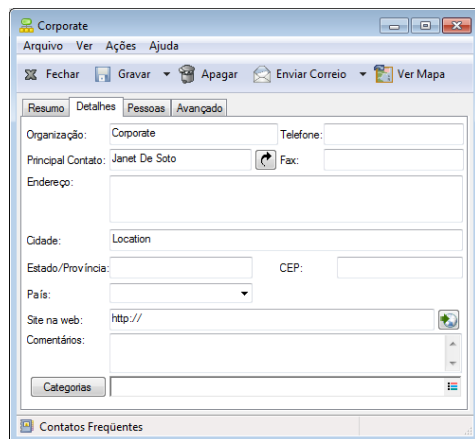 Corporate
Arquivo Ver Ações Ajuda
Fechar Gravar Apagar Enviar Correio Ver Mapa
Resumo Detalhes Pessoas Avançado
Organização: Corporate Telefone:
Principal Contato: Janet De Soto Fax:
Endereço:
Cidade: Location
Estado/Província: CEP:
País:
Site na web: http://
Comentários:
Categorias
Contatos Freqüentes